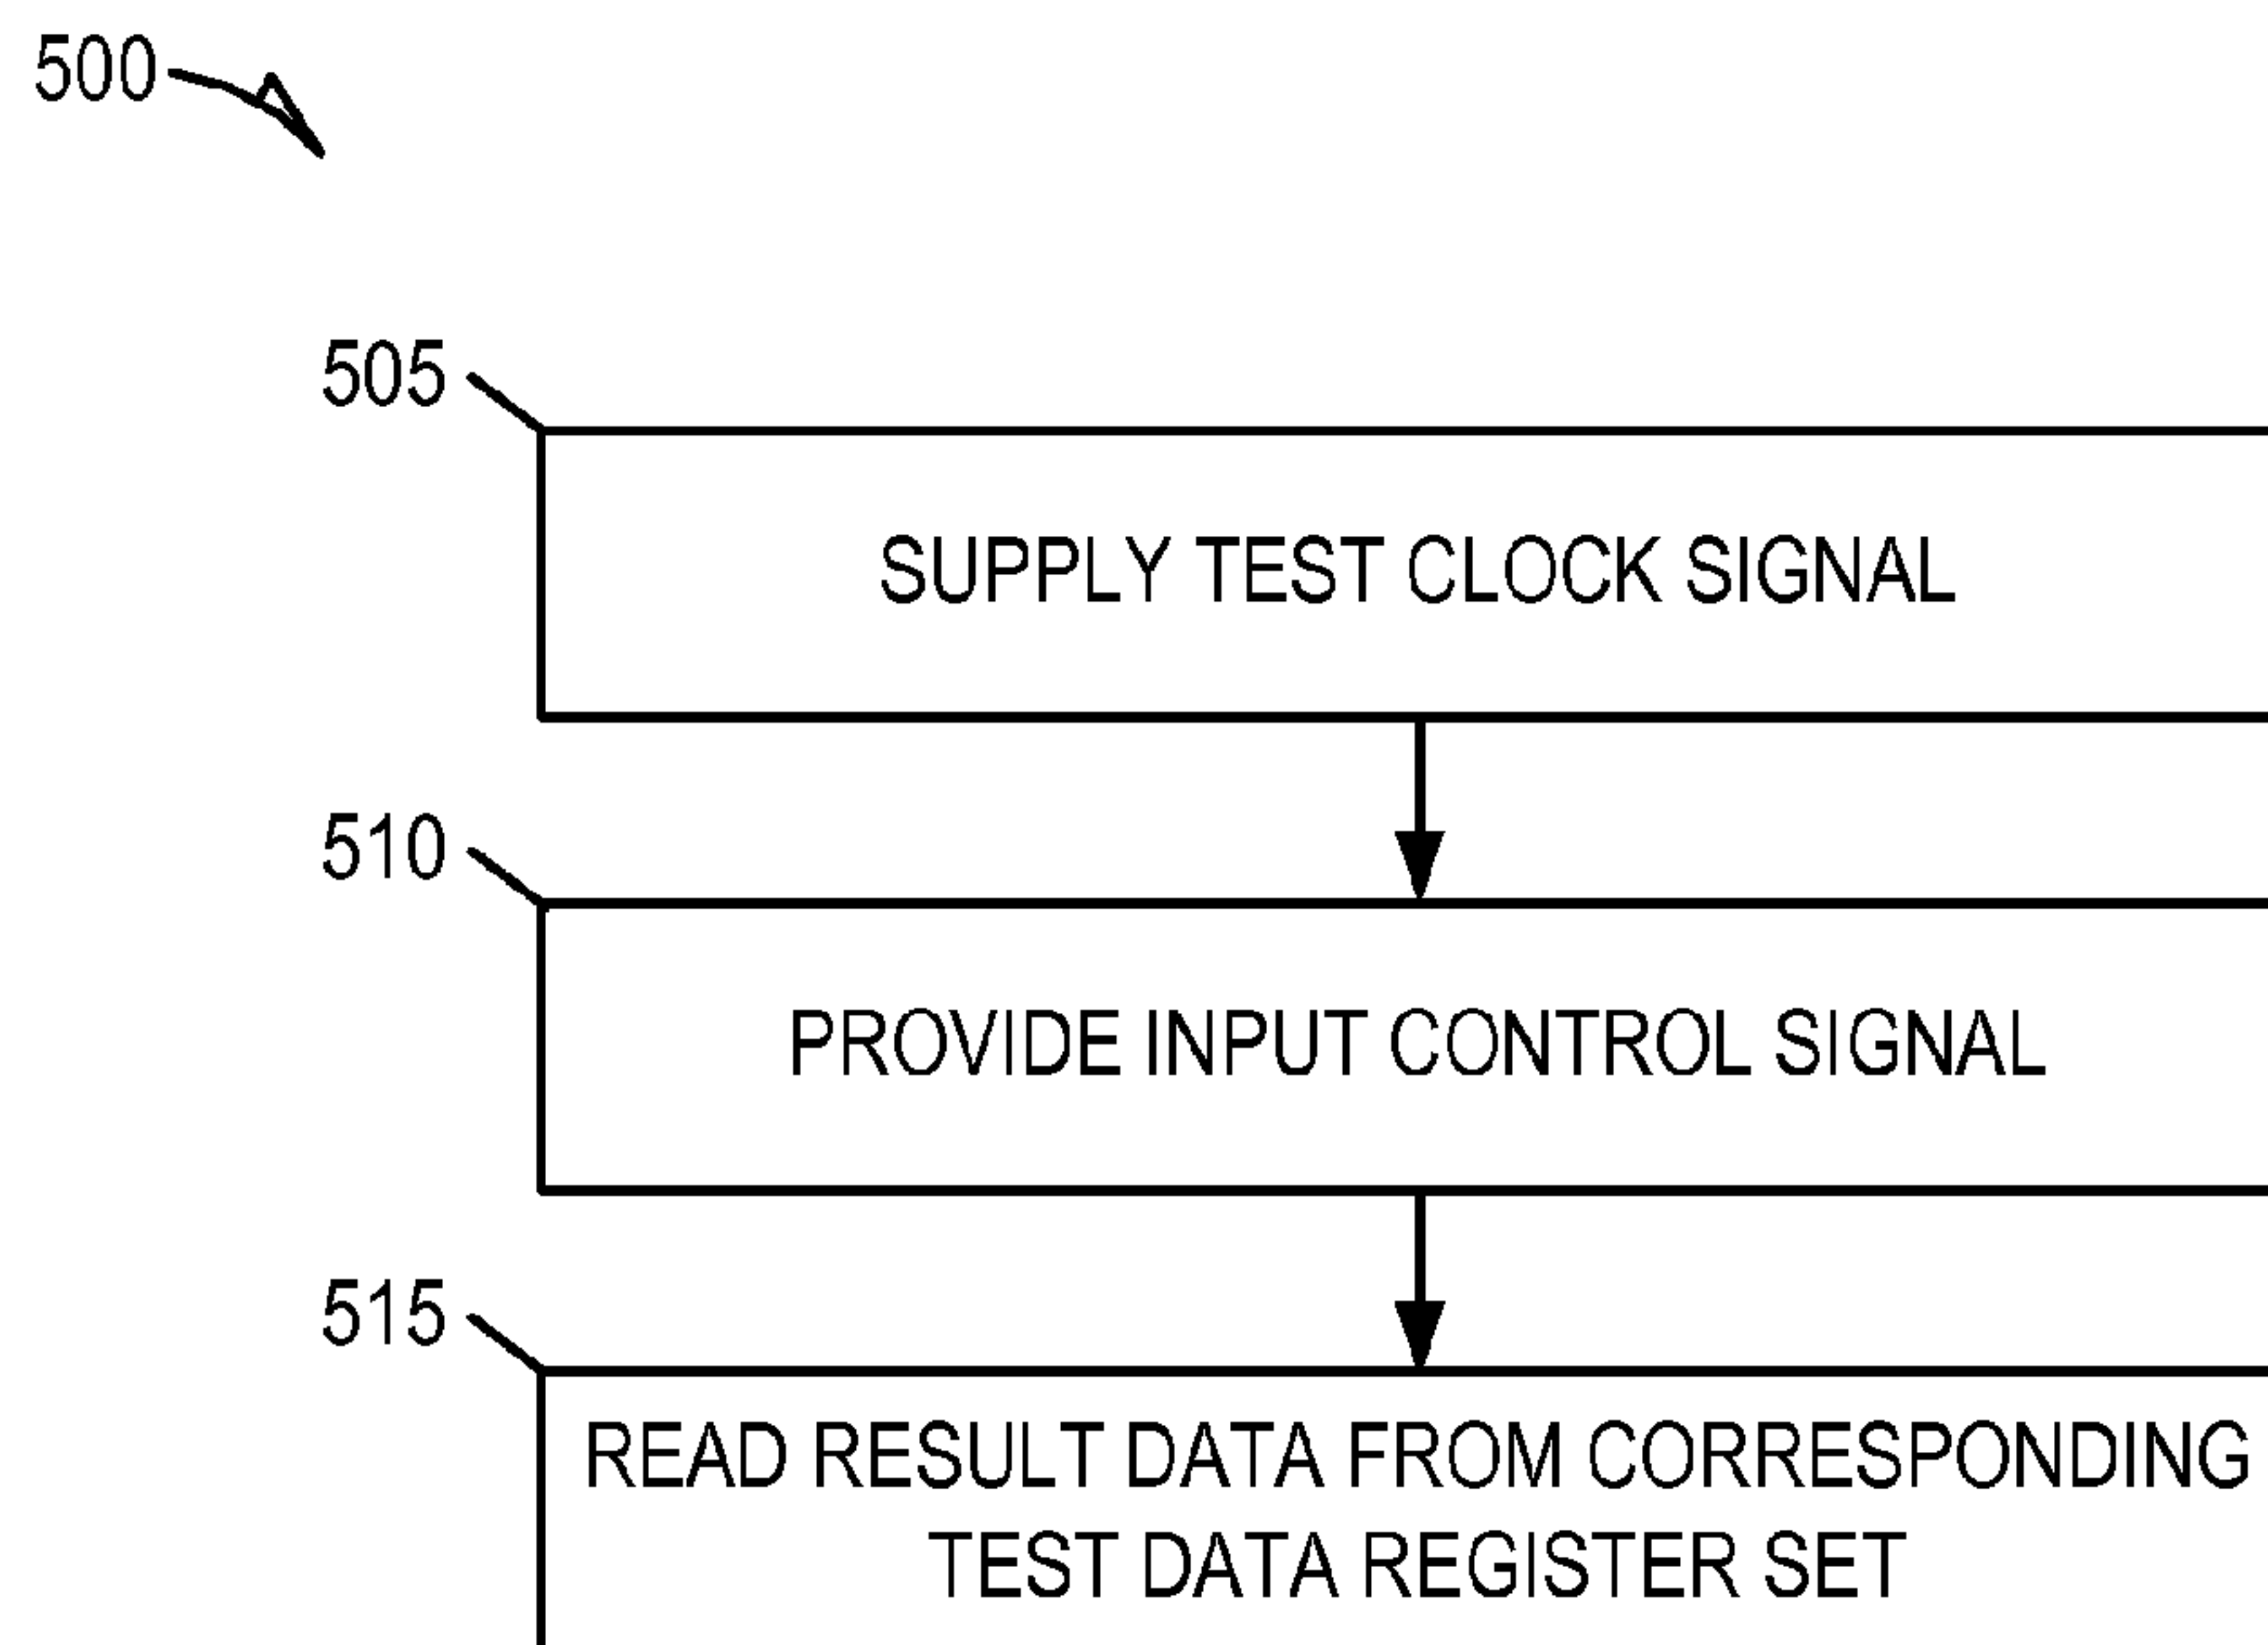 500
505
SUPPLY TEST CLOCK SIGNAL
510
PROVIDE INPUT CONTROL SIGNAL
515
READ RESULT DATA FROM CORRESPONDING
TEST DATA REGISTER SET